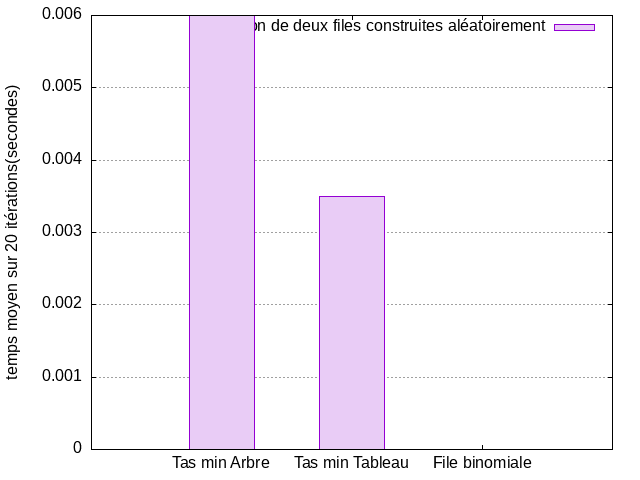 de deux files construites aléatoirement
0.006
0.005
0.004
0.003
0.002
0.001
0
temps moyen sur 20 itérations(secondes)
Tas min Arbre
Tas min Tableau
File binomiale